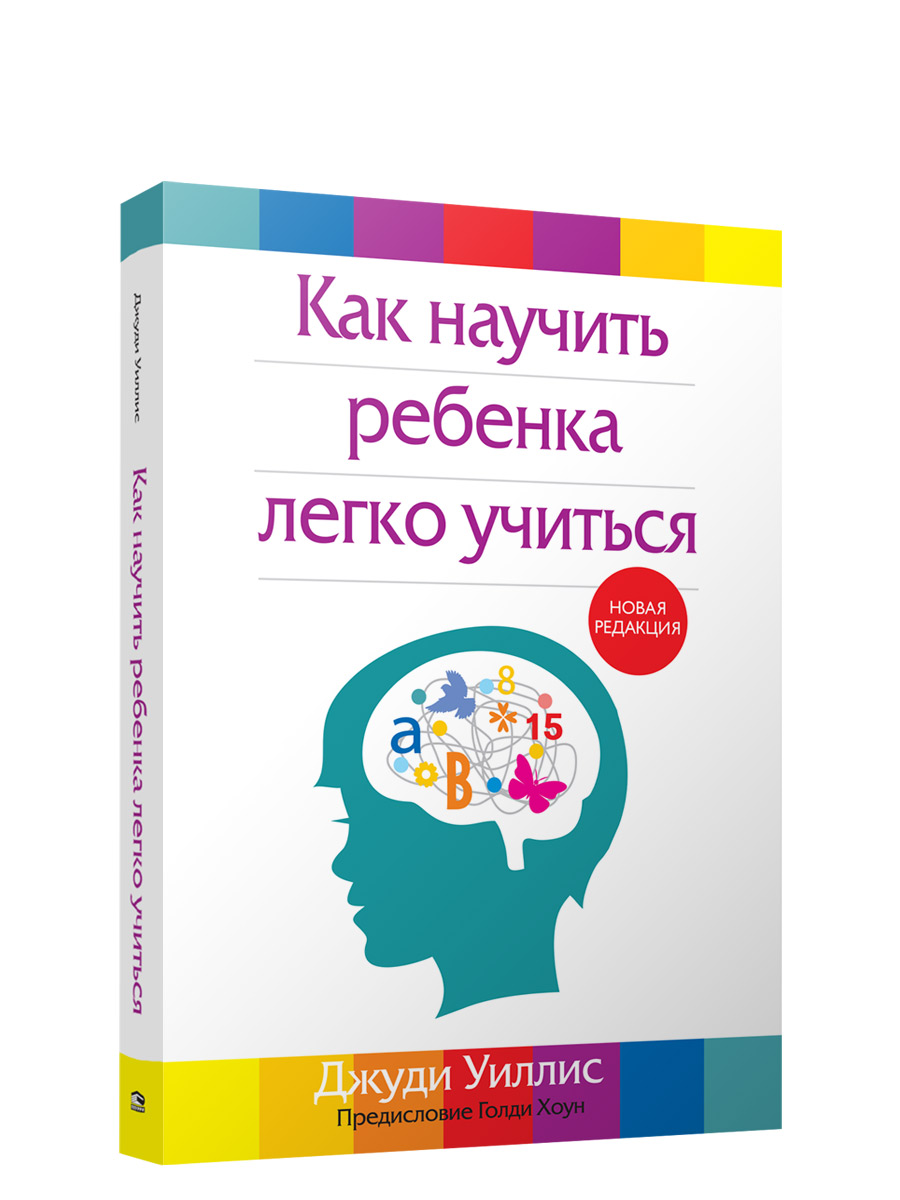 Как научить
ребенка
легко учиться
НОВАЯ
РЕДАКЦИЯ
8
15
а
В
Джуди Уиллис
Предисловие Голди Хоун
Джуди Уиллис
Как научить ребенка легко учиться